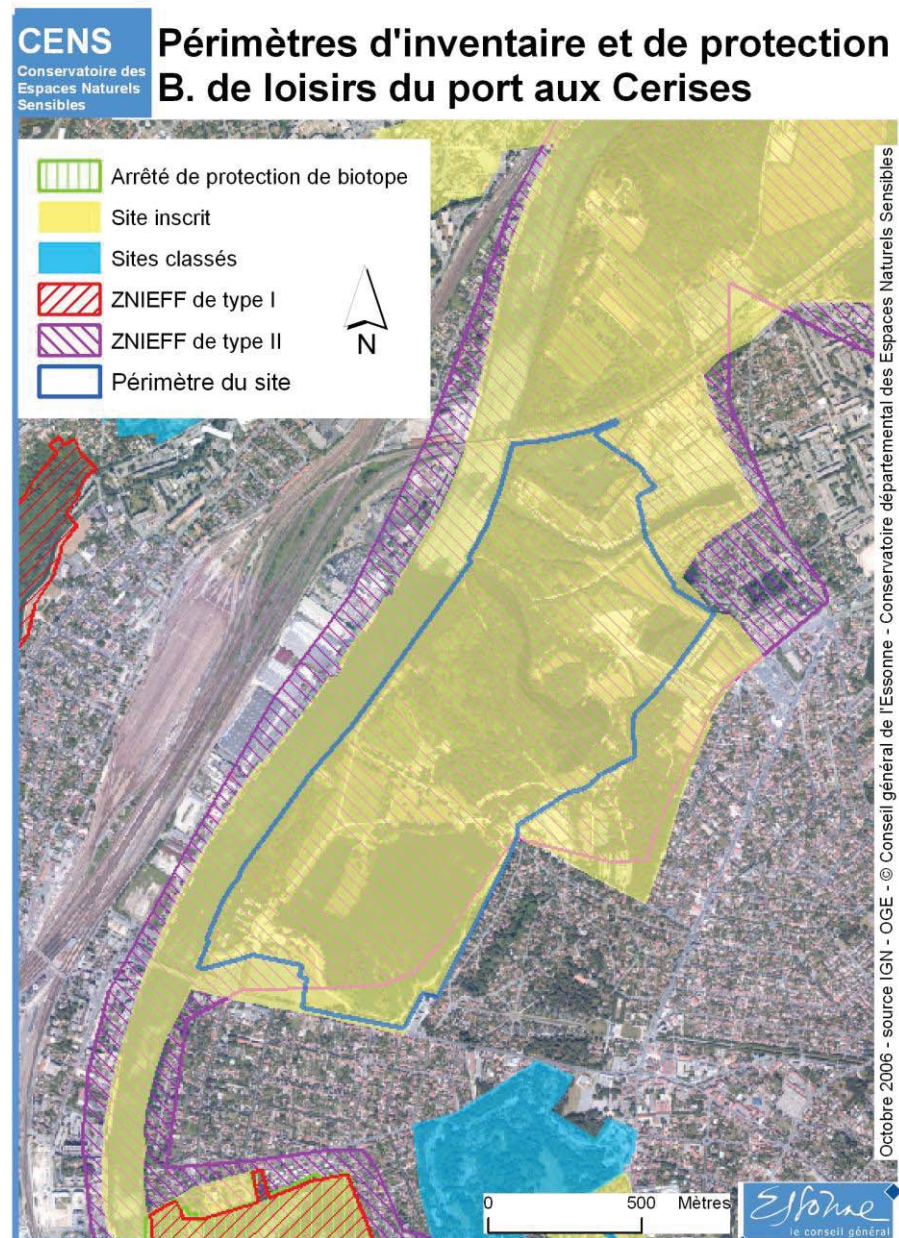 CENS
Conservatoire des
Espaces Naturels
Sensibles
Périmètres d'inventaire et de protection
B. de loisirs du port aux Cerises
Arrêté de protection de biotope
Site inscrit
Sites classés
ZNIEFF de type I
ZNIEFF de type II
Périmètre du site
N
Octobre 2006 - source IGN - OGE - © Conseil général de l'Essonne - Conservatoire départemental des Espaces Naturels Sensibles
0 500 Mètres
Essonne
le conseil général